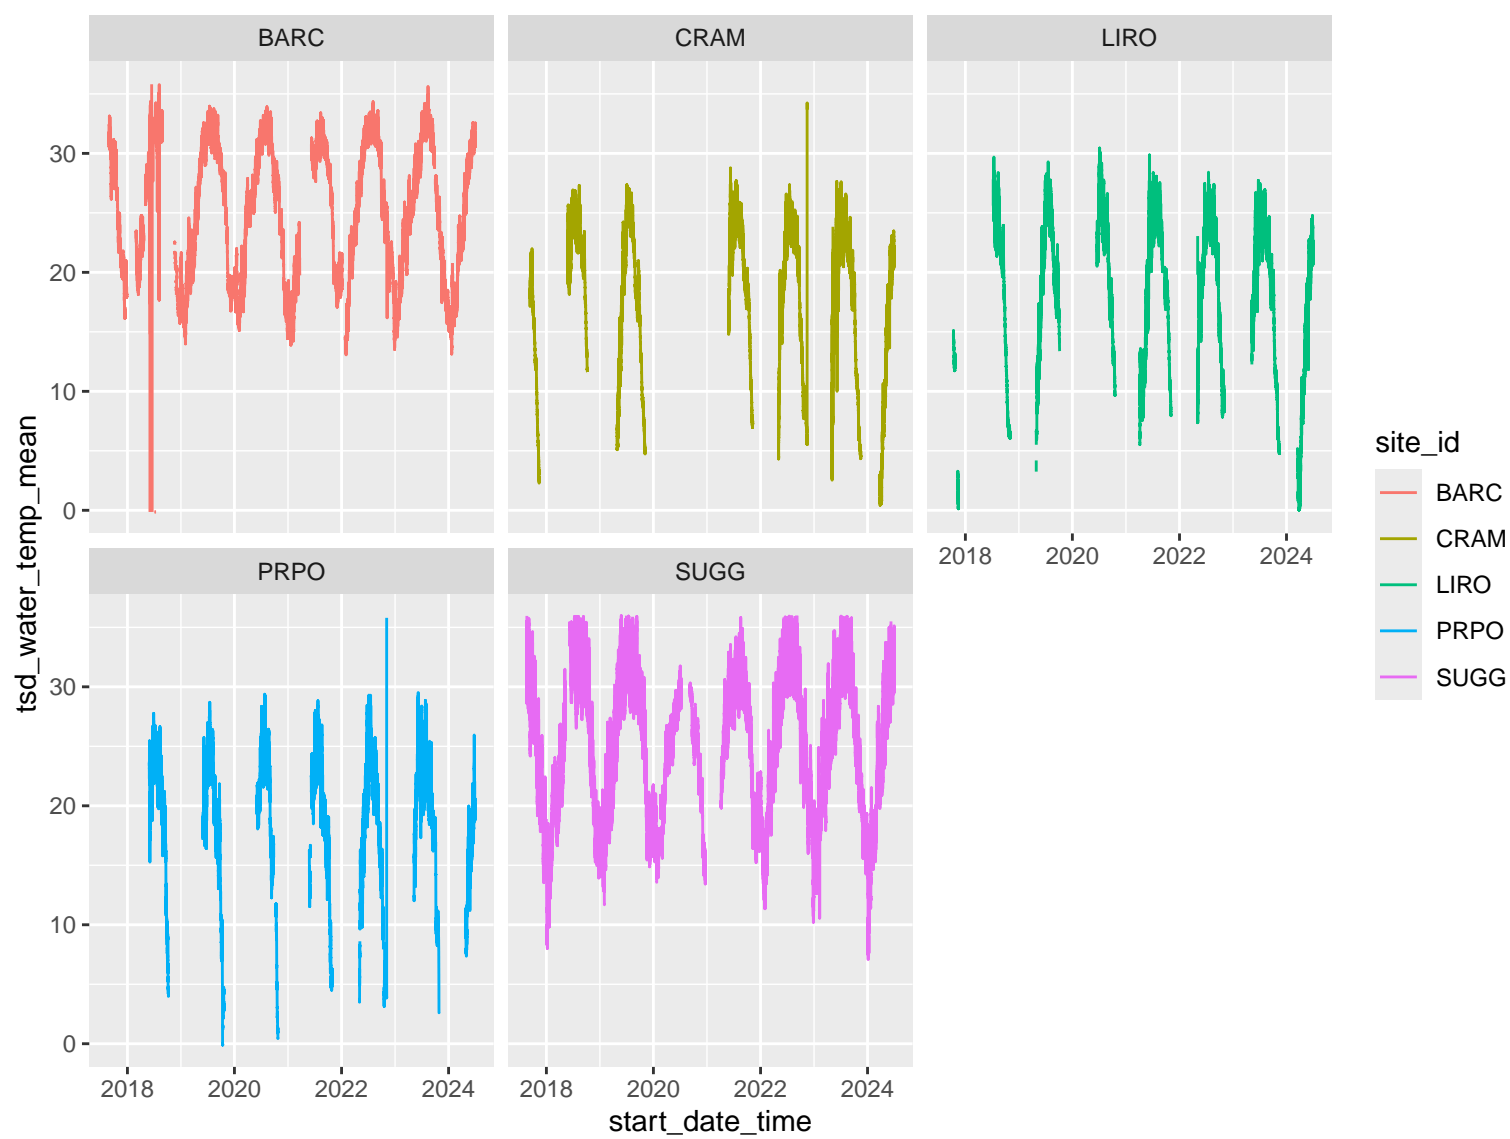 BARC CRAM LIRO
30
20
10
0
2018 2020 2022 2024
PRPO SUGG
30
20
10
0
2018 2020 2022 2024 2018 2020 2022 2024
tsd_water_temp_mean
start_date_time
site_id
BARC
CRAM
LIRO
PRPO
SUGG